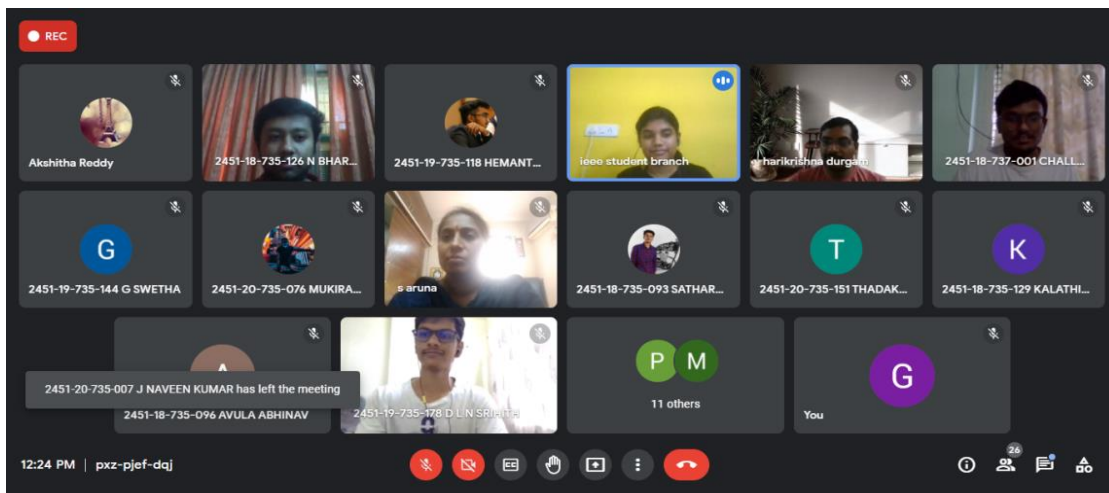 REC
Akshitha Reddy
2451-18-735-126 N BHAR...
2451-19-735-118 HEMANT...
ieee student branch
harikrishna durgam
2451-18-737-001 CHALL...
G
2451-19-735-144 G SWETHA
2451-20-735-076 MUKIRA...
s aruna
2451-18-735-093 SATHAR...
T
2451-20-735-151 THADAK...
K
2451-18-735-129 KALATHI...
A
2451-20-735-007 J NAVEEN KUMAR has left the meeting
2451-18-735-096 AVULA ABHINAV
2451-19-735-178 D L N SRIHITH
P M
11 others
G
You
12:24 PM | pxz-pjef-dqj
CC
26